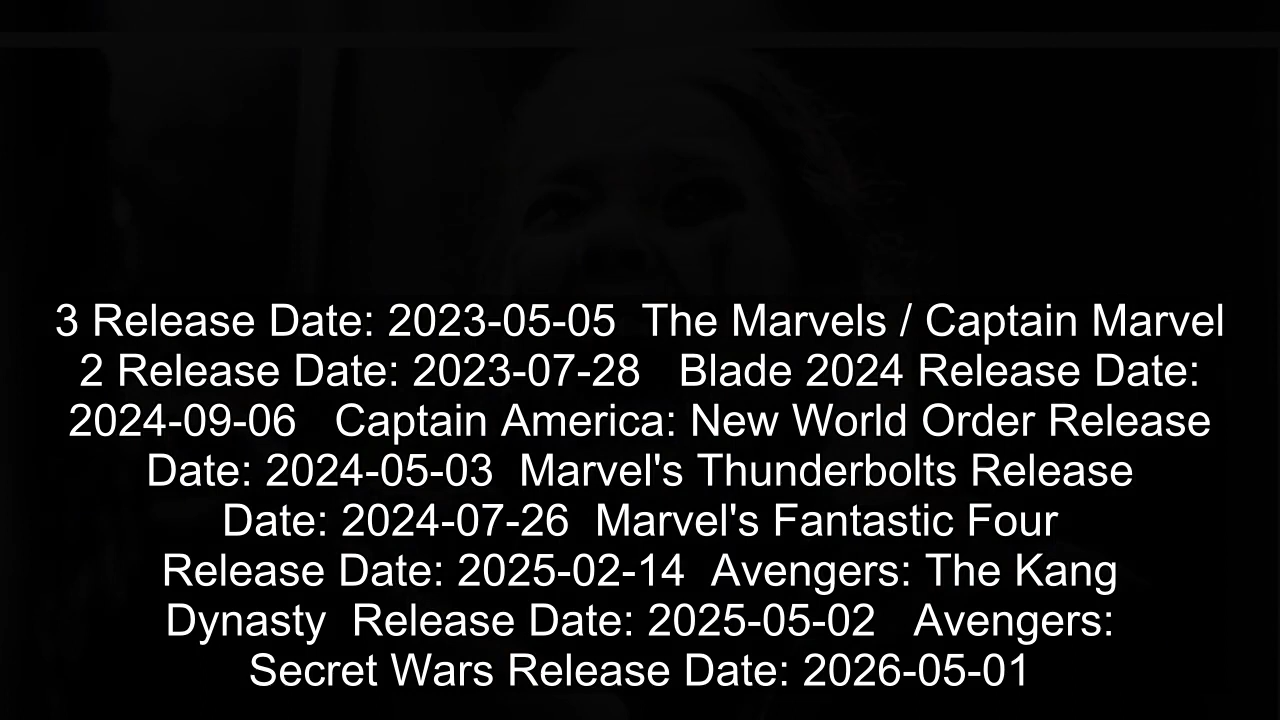 3 Release Date: 2023-05-05  The Marvels / Captain Marvel
2 Release Date: 2023-07-28   Blade 2024 Release Date:
2024-09-06   Captain America: New World Order Release
Date: 2024-05-03  Marvel's Thunderbolts Release
Date: 2024-07-26  Marvel's Fantastic Four
Release Date: 2025-02-14  Avengers: The Kang
Dynasty  Release Date: 2025-05-02   Avengers:
Secret Wars Release Date: 2026-05-01